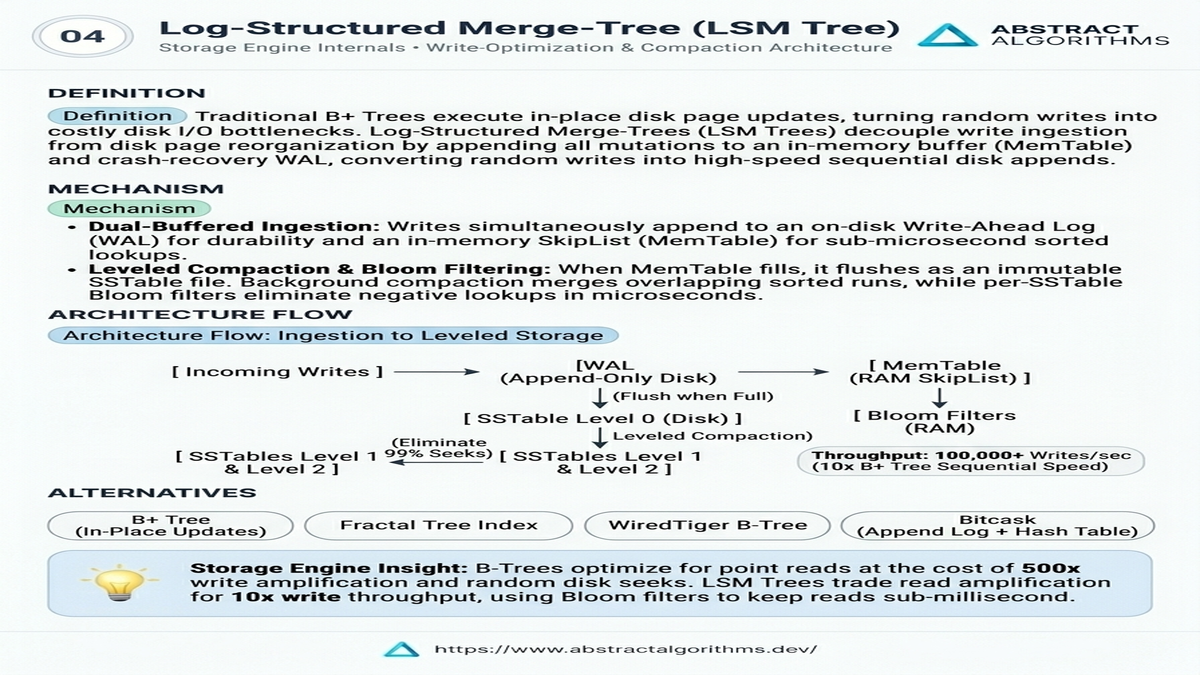 04
Log-Structured Merge-Tree (LSM Tree)
Storage Engine Internals • Write-Optimization & Compaction Architecture
ABSTRACT
ALGORITHMS
DEFINITION
Definition Traditional B+ Trees execute in-place disk page updates, turning random writes into
costly disk I/O bottlenecks. Log-Structured Merge-Trees (LSM Trees) decouple write ingestion
from disk page reorganization by appending all mutations to an in-memory buffer (MemTable)
and crash-recovery WAL, converting random writes into high-speed sequential disk appends.
MECHANISM
Mechanism
• Dual-Buffered Ingestion: Writes simultaneously append to an on-disk Write-Ahead Log
(WAL) for durability and an in-memory SkipList (MemTable) for sub-microsecond sorted
lookups.
• Leveled Compaction & Bloom Filtering: When MemTable fills, it flushes as an immutable
SSTable file. Background compaction merges overlapping sorted runs, while per-SSTable
Bloom filters eliminate negative lookups in microseconds.
ARCHITECTURE FLOW
Architecture Flow: Ingestion to Leveled Storage
[ Incoming Writes ]
[WAL
(Append-Only Disk)
[ MemTable
(RAM SkipList) ]
(Flush when Full)
[ SSTable Level 0 (Disk) ]
[ Bloom Filters
(RAM)
Leveled Compaction)
(Eliminate
99% Seeks)
[ SSTables Level 1
& Level 2 ]
[ SSTables Level 1
& Level 2 ]
Throughput: 100,000+ Writes/sec
(10x B+ Tree Sequential Speed)
ALTERNATIVES
B+ Tree
(In-Place Updates)
Fractal Tree Index
WiredTiger B-Tree
Bitcask
(Append Log + Hash Table)
Storage Engine Insight: B-Trees optimize for point reads at the cost of 500x
write amplification and random disk seeks. LSM Trees trade read amplification
for 10x write throughput, using Bloom filters to keep reads sub-millisecond.
https://www.abstractalgorithms.dev/